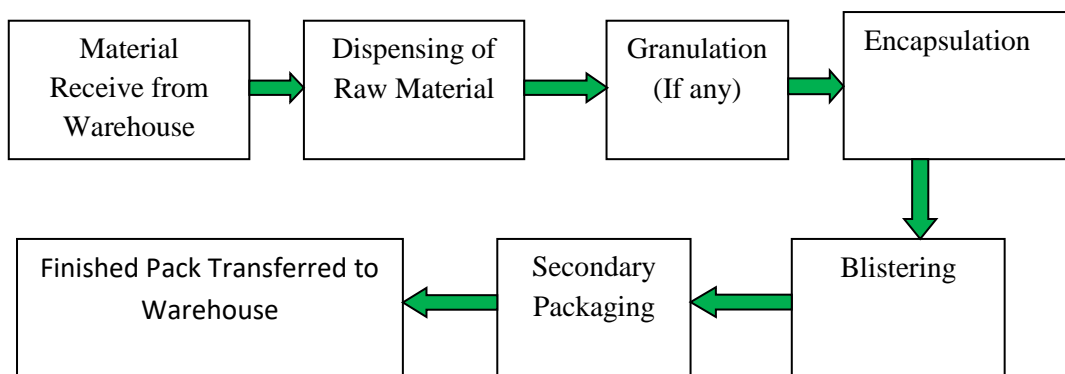 Material
Receive from
Warehouse
Dispensing of
Raw Material
Granulation
(If any)
Encapsulation
Blistering
Secondary
Packaging
Finished Pack Transferred to
Warehouse